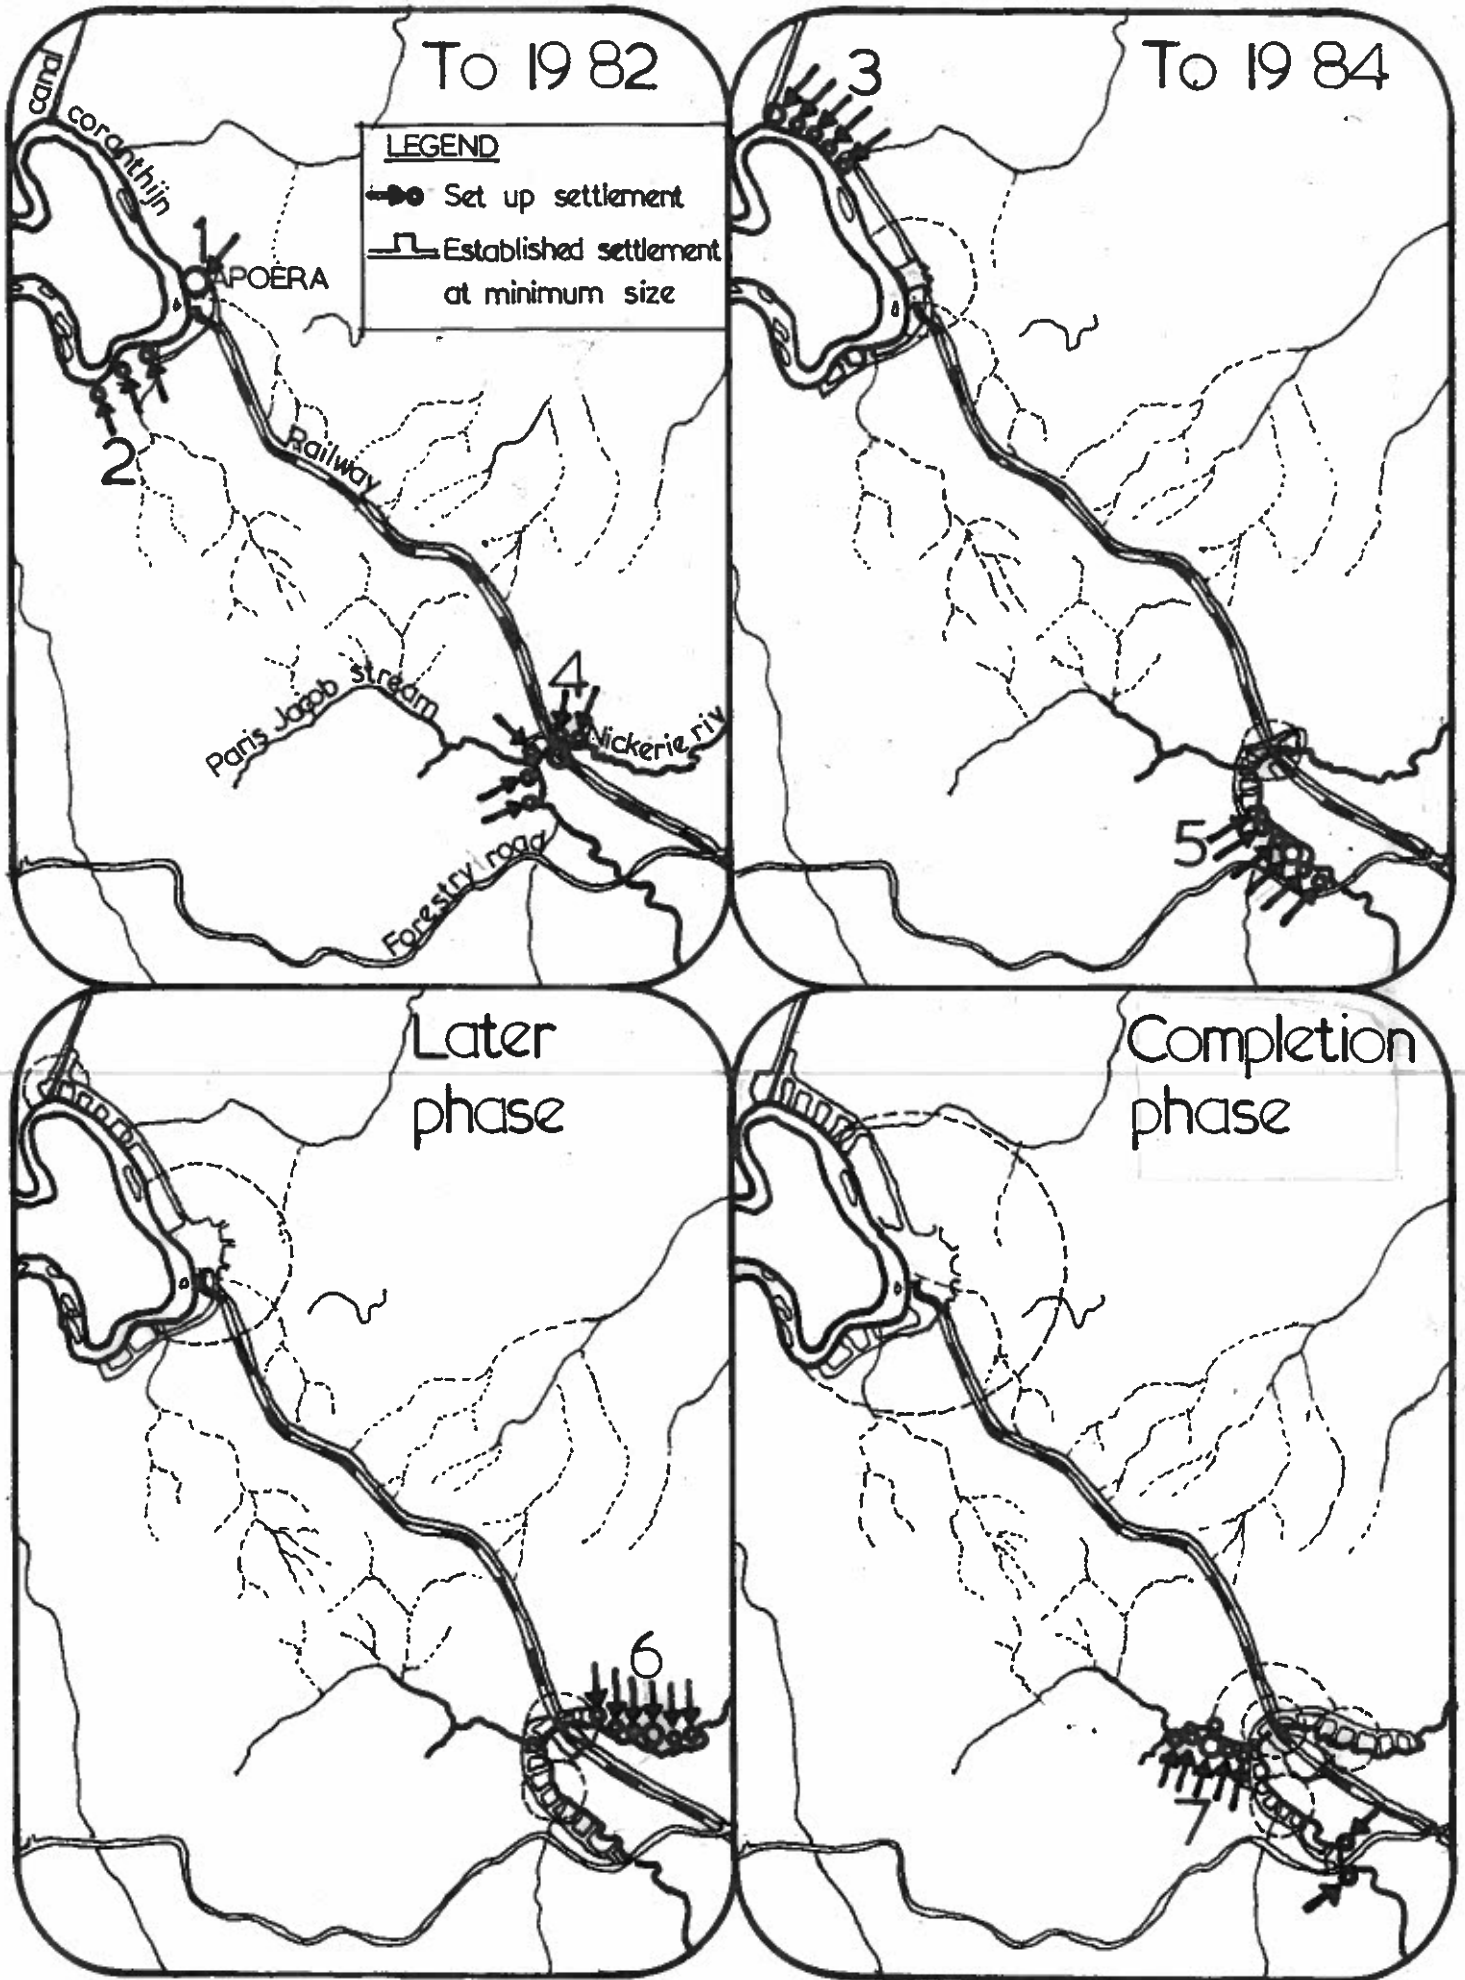 To 1982
canal
coranthijn
LEGEND
Set up settlement
Established settlement
at minimum size
1
APOERA
2
Railway
4
Paris Jacob stream
Nickerie riv
Forestry road
To 1984
3
5
Later
phase
6
Completion
phase
7